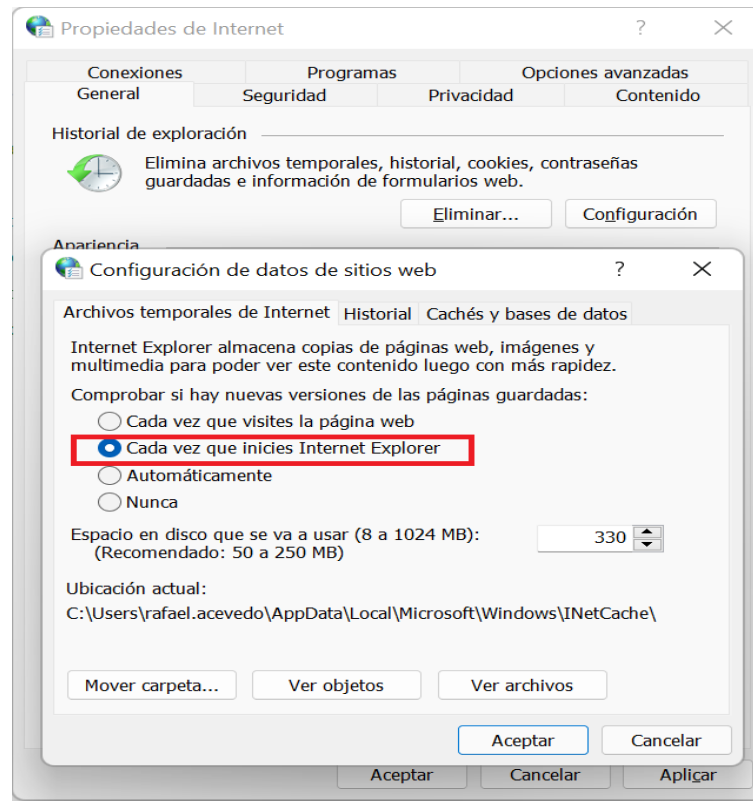 Propiedades de Internet
Conexiones Programas Opciones avanzadas
General Seguridad Privacidad Contenido
Historial de exploración
Elimina archivos temporales, historial, cookies, contraseñas
guardadas e información de formularios web.
Eliminar... Configuración
Apariencia
Configuración de datos de sitios web
Archivos temporales de Internet Historial Cachés y bases de datos
Internet Explorer almacena copias de páginas web, imágenes y
multimedia para poder ver este contenido luego con más rapidez.
Comprobar si hay nuevas versiones de las páginas guardadas:
Cada vez que visites la página web
Cada vez que inicies Internet Explorer
Automáticamente
Nunca
Espacio en disco que se va a usar (8 a 1024 MB): 330
(Recomendado: 50 a 250 MB)
Ubicación actual:
C:\Users\rafael.acevedo\AppData\Local\Microsoft\Windows\INetCache\
Mover carpeta... Ver objetos Ver archivos
Aceptar Cancelar
Aceptar Cancelar Aplicar